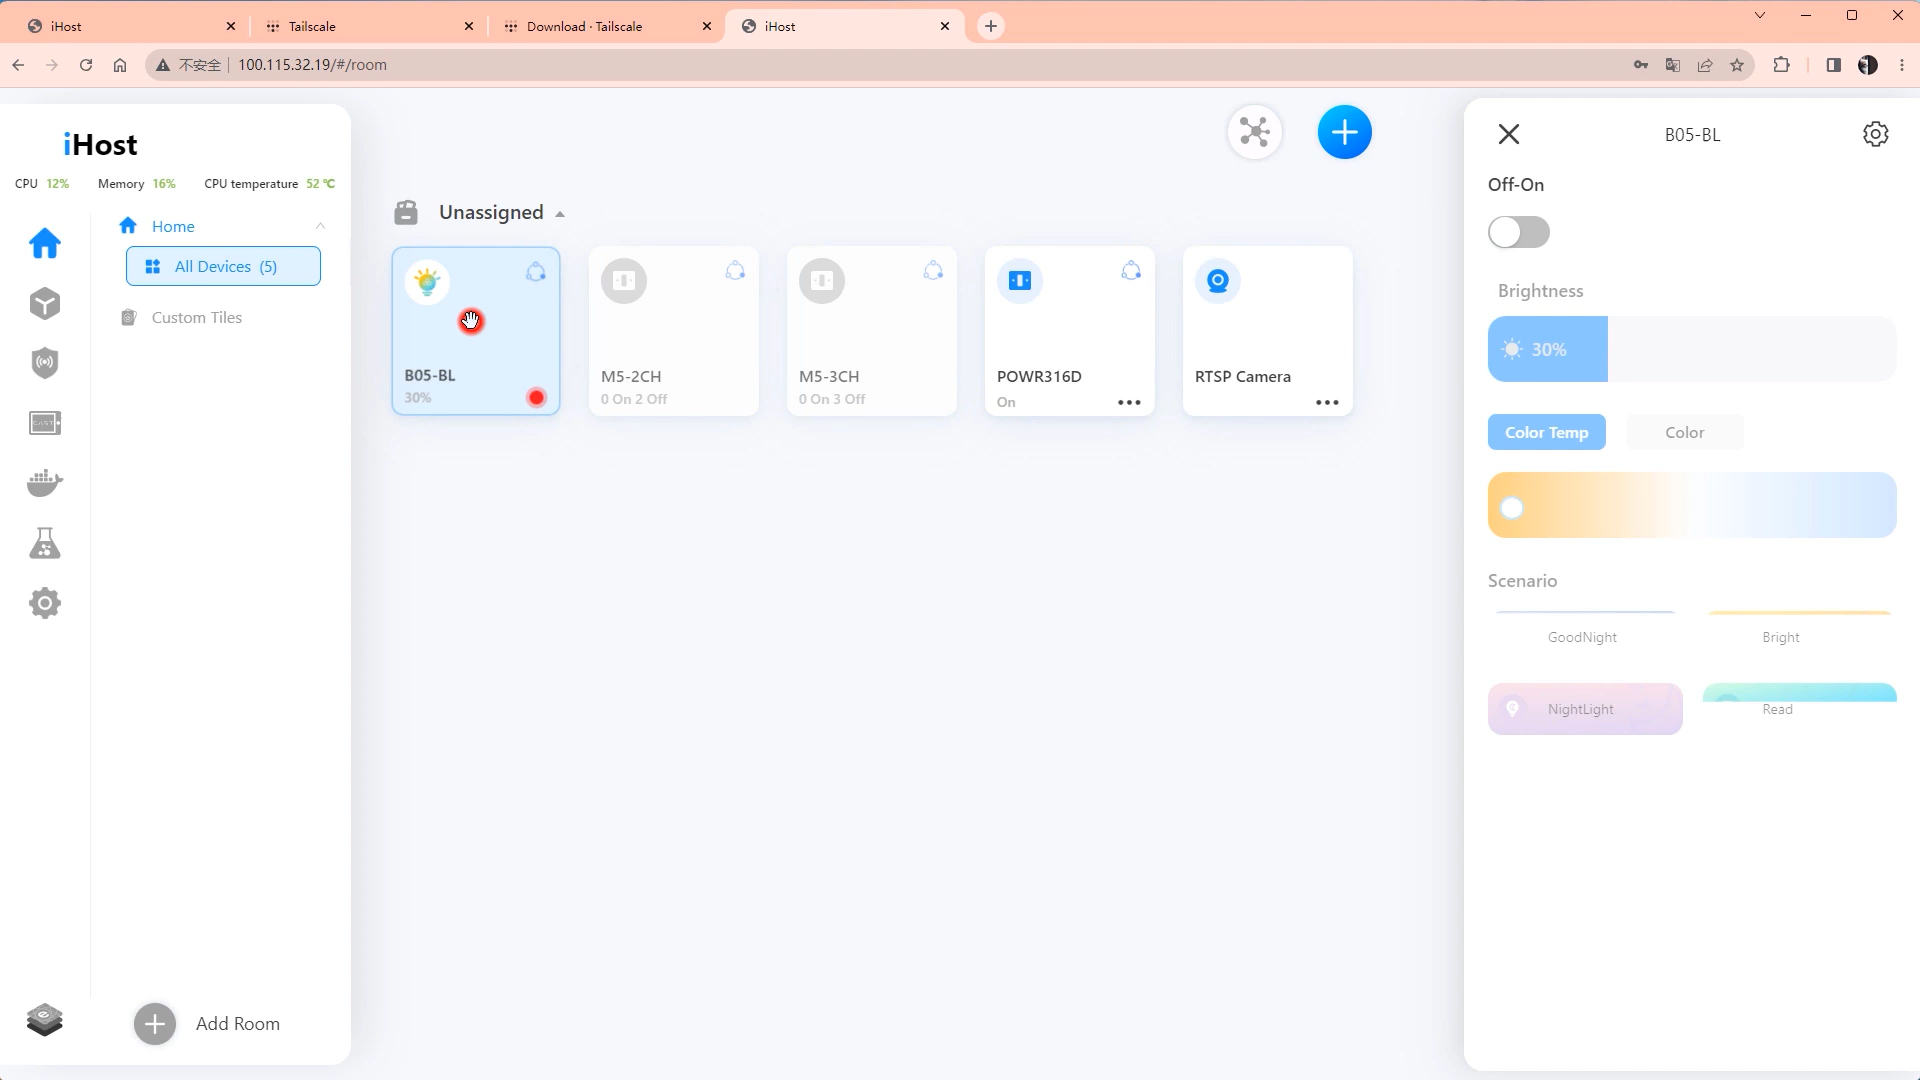 iHost
Tailscale
Download · Tailscale
iHost
不安全
100.115.32.19/#/room
iHost
CPU 12% Memory 16% CPU temperature 52 ℃
Home
All Devices (5)
Custom Tiles
CAST
Add Room
Unassigned
B05-BL
30%
M5-2CH
0 On 2 Off
M5-3CH
0 On 3 Off
POWR316D
On
RTSP Camera
B05-BL
Off-On
Brightness
30%
Color Temp
Color
Scenario
GoodNight
Bright
NightLight
Read